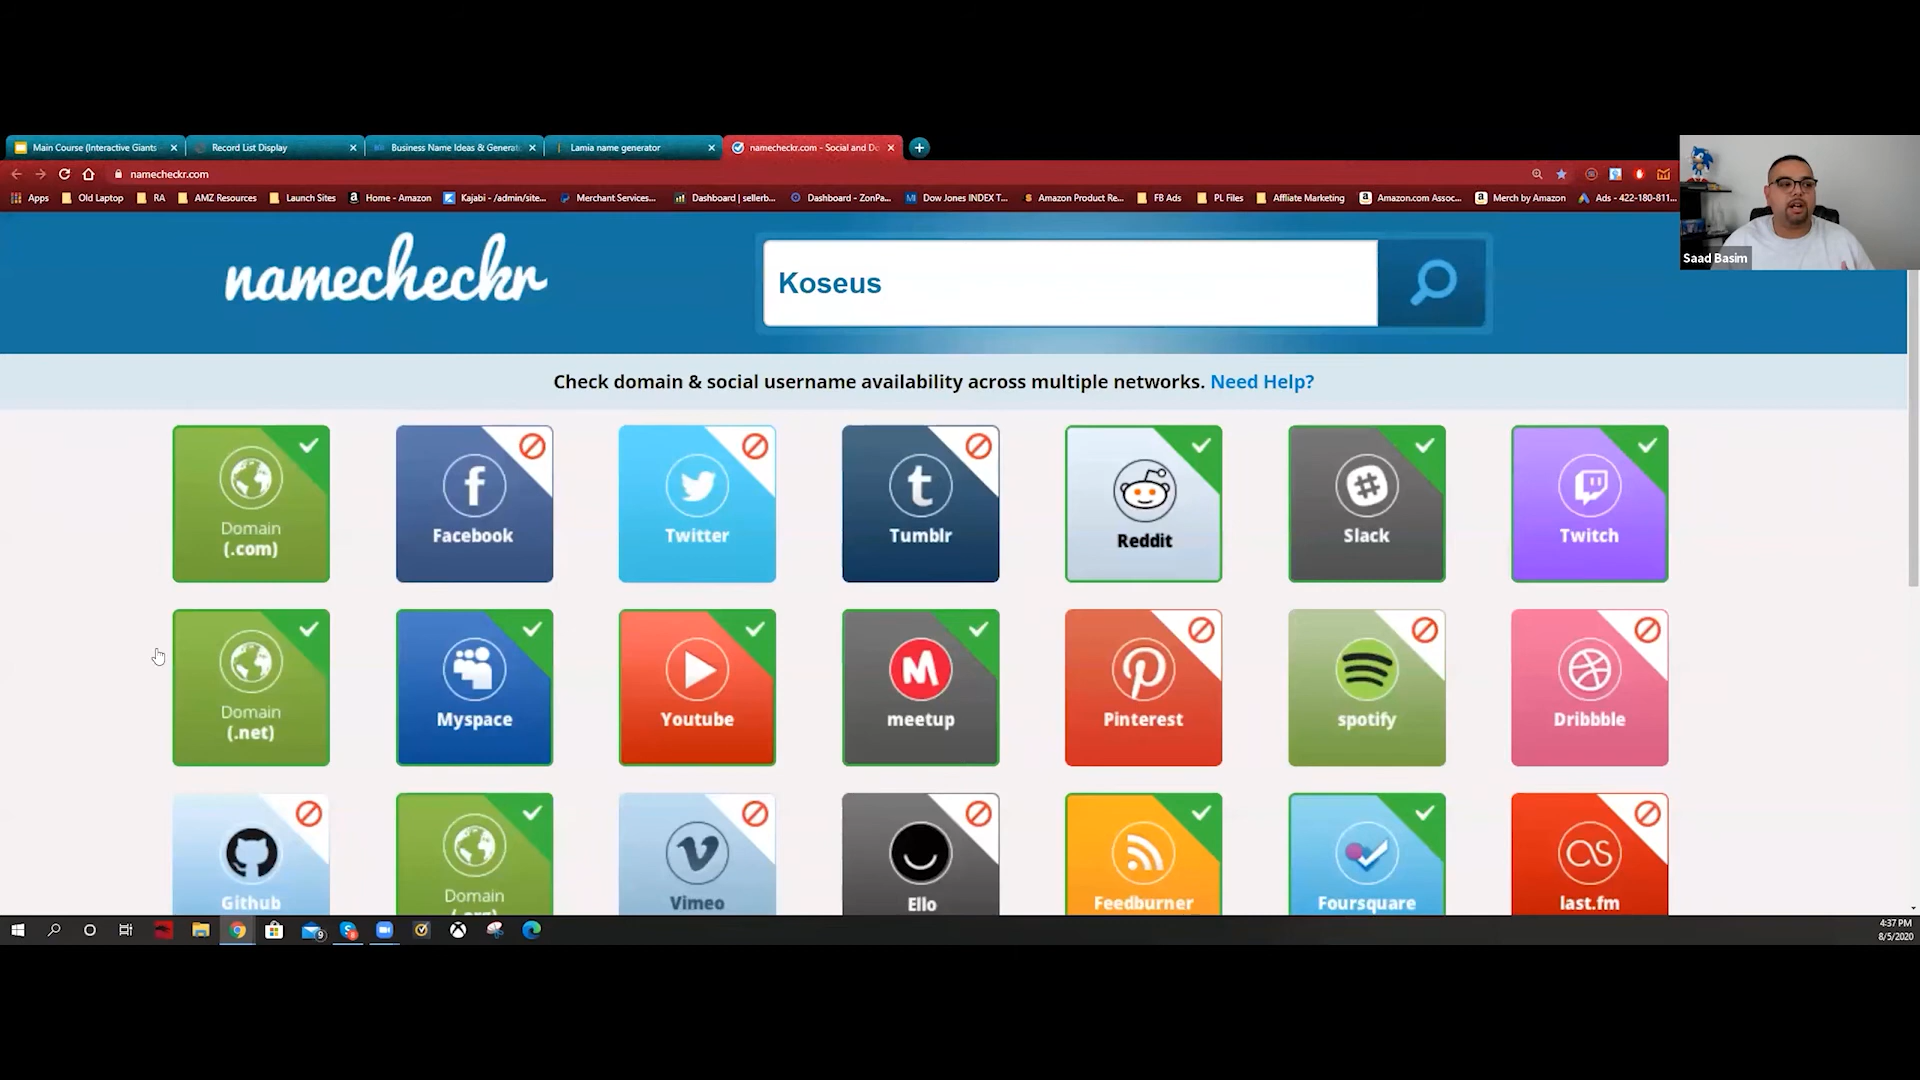 Main Course (Interactive Giants
Record List Display
Business Name Ideas & Generat
Lamia name generator
namecheckr.com - Social and Do
namecheckr.com
Apps
Old Laptop
RA
AMZ Resources
Launch Sites
Home - Amazon
Kajabi - /admin/site...
Merchant Services...
Dashboard | sellerb...
Dashboard - ZonPa...
Dow Jones INDEX T...
Amazon Product Re...
FB Ads
PL Files
Affliate Marketing
Amazon.com Assoc...
Merch by Amazon
Ads - 422-180-811...
Saad Basim
namecheckr
Koseus
Check domain & social username availability across multiple networks. Need Help?
Domain
(.com)
Facebook
Twitter
Tumblr
Reddit
Slack
Twitch
Domain
(.net)
Myspace
Youtube
meetup
Pinterest
spotify
Dribbble
Github
Domain
(.org)
Vimeo
Ello
Feedburner
Foursquare
last.fm
4:37 PM
8/5/2020